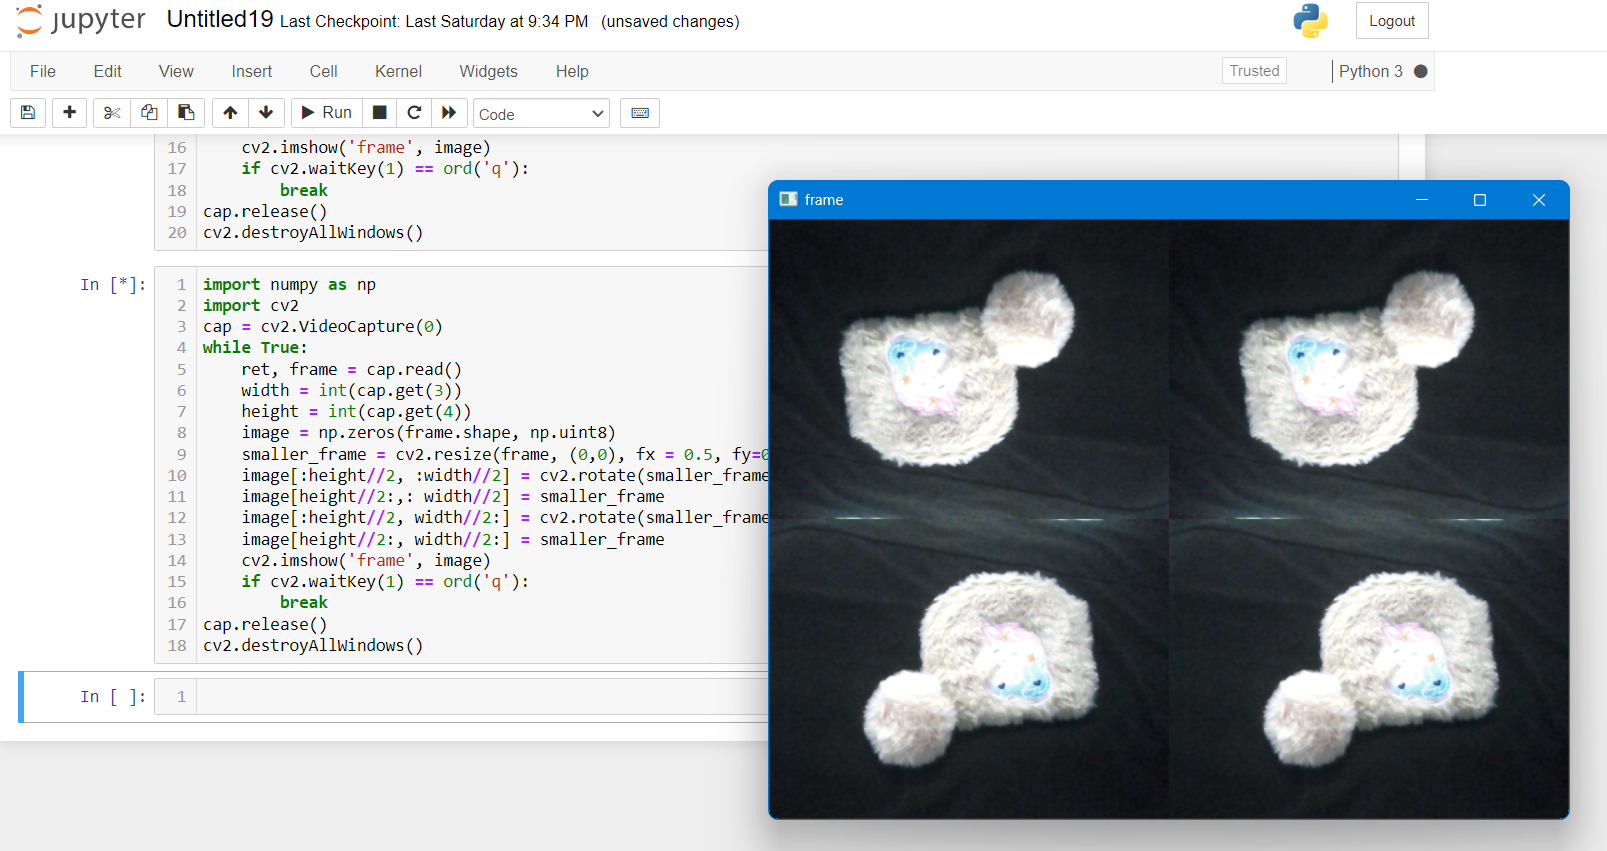 jupyter Untitled19 Last Checkpoint: Last Saturday at 9:34 PM (unsaved changes) Logout
File Edit View Insert Cell Kernel Widgets Help Trusted Python 3
Run Code
16 cv2.imshow('frame', image)
17 if cv2.waitKey(1) == ord('q'):
18 break
19 cap.release()
20 cv2.destroyAllWindows()
frame
In [*]:
1 import numpy as np
2 import cv2
3 cap = cv2.VideoCapture(0)
4 while True:
5 ret, frame = cap.read()
6 width = int(cap.get(3))
7 height = int(cap.get(4))
8 image = np.zeros(frame.shape, np.uint8)
9 smaller_frame = cv2.resize(frame, (0,0), fx = 0.5, fy=0
10 image[:height//2, :width//2] = cv2.rotate(smaller_frame
11 image[height//2:,: width//2] = smaller_frame
12 image[:height//2, width//2:] = cv2.rotate(smaller_frame
13 image[height//2:, width//2:] = smaller_frame
14 cv2.imshow('frame', image)
15 if cv2.waitKey(1) == ord('q'):
16 break
17 cap.release()
18 cv2.destroyAllWindows()
In [ ]: 1